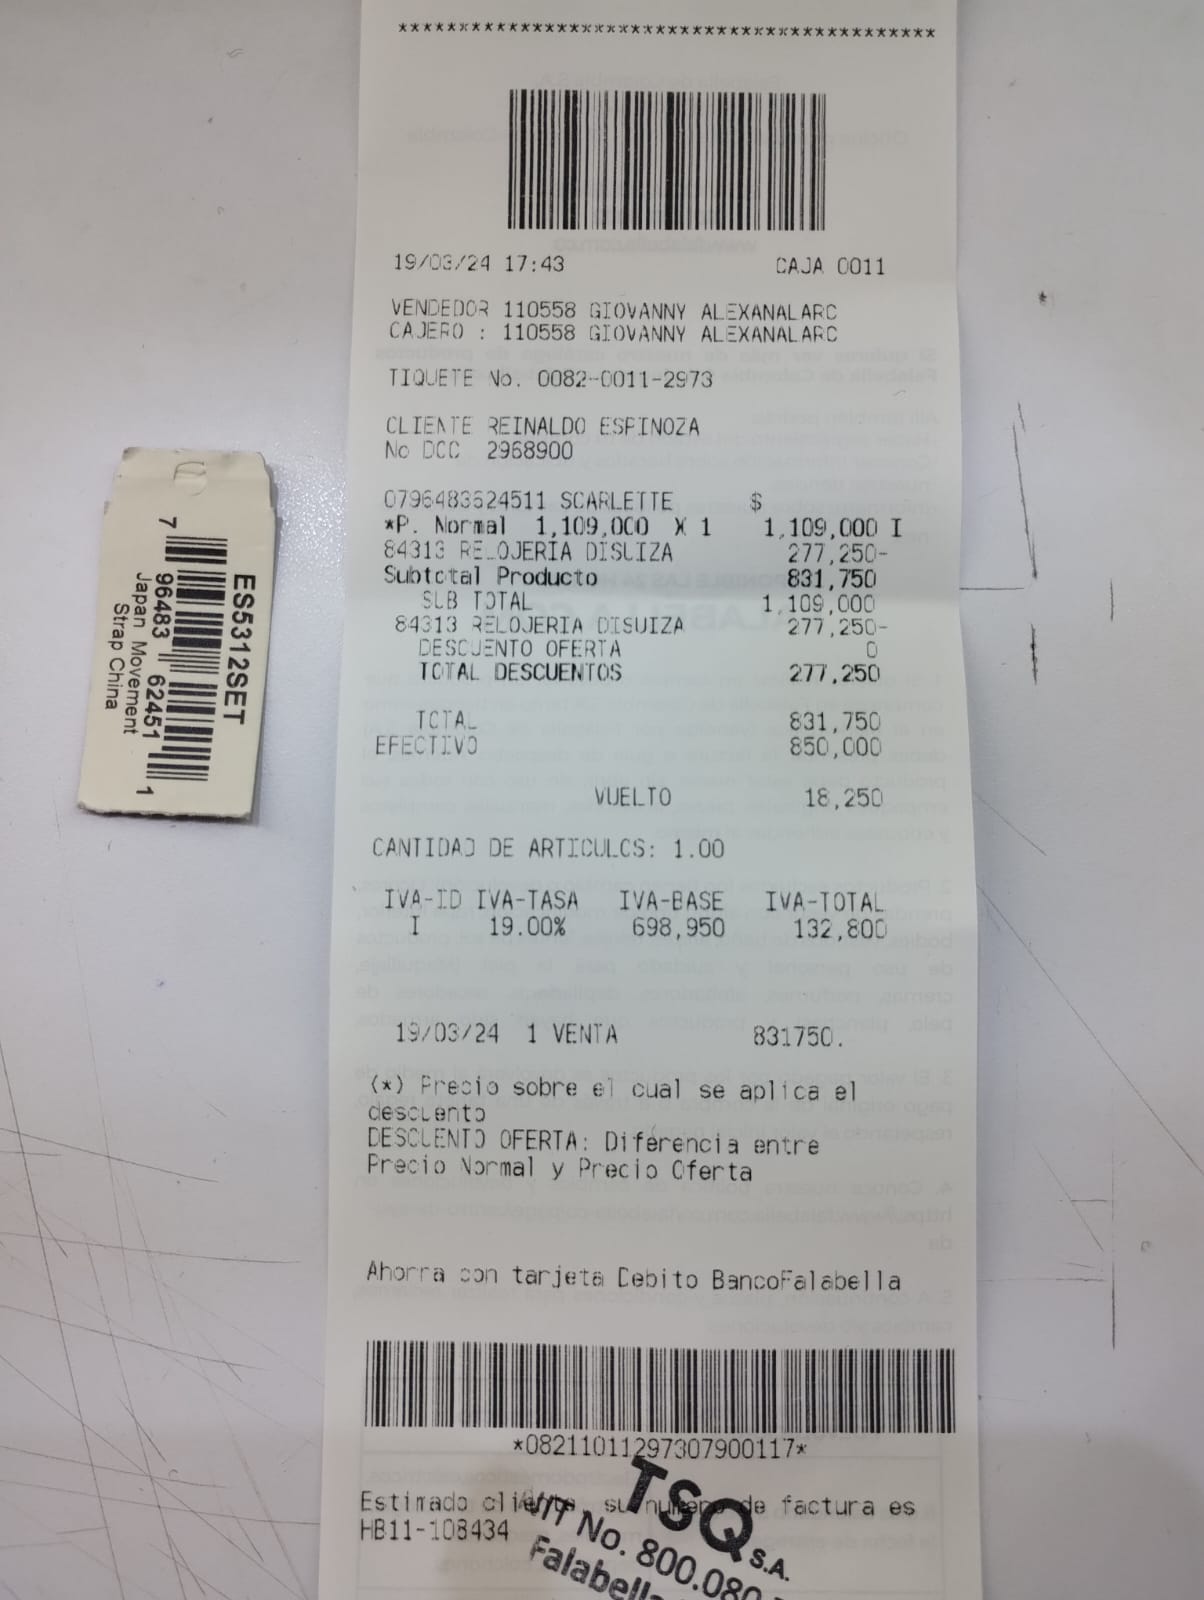 *******************************************
19/03/24 17:43 CAJA 0011
VENDEDOR 110558 GIOVANNY ALEXANALARC
CAJERO : 110558 GIOVANNY ALEXANALARC
TIQUETE No. 0082-0011-2973
CLIENTE REINALDO ESPINOZA
No DCC 2968900
0796483624511 SCARLETTE $
*P. Normal 1,109,000 X 1 1,109,000 I
84313 RELOJERIA DISUIZA 277,250-
Subtotal Producto 831,750
SUB TOTAL 1,109,000
84313 RELOJERIA DISUIZA 277,250-
DESCUENTO OFERTA 0
TOTAL DESCUENTOS 277,250
TOTAL 831,750
EFECTIVO 850,000
VUELTO 18,250
CANTIDAD DE ARTICULOS: 1.00
IVA-ID IVA-TASA IVA-BASE IVA-TOTAL
I 19.00% 698,950 132,800
19/03/24 1 VENTA 831750.
(*) Precio sobre el cual se aplica el
descuento
DESCUENTO OFERTA: Diferencia entre
Precio Normal y Precio Oferta
Ahorra con tarjeta Debito BancoFalabella
*08211011297307900117*
Estimado cliente, su numero de factura es
HB11-108434
TSQ S.A.
NIT No. 800.080
Falabella
ES5312SET
7 96483 62451 1
Japan Movement
Strap China